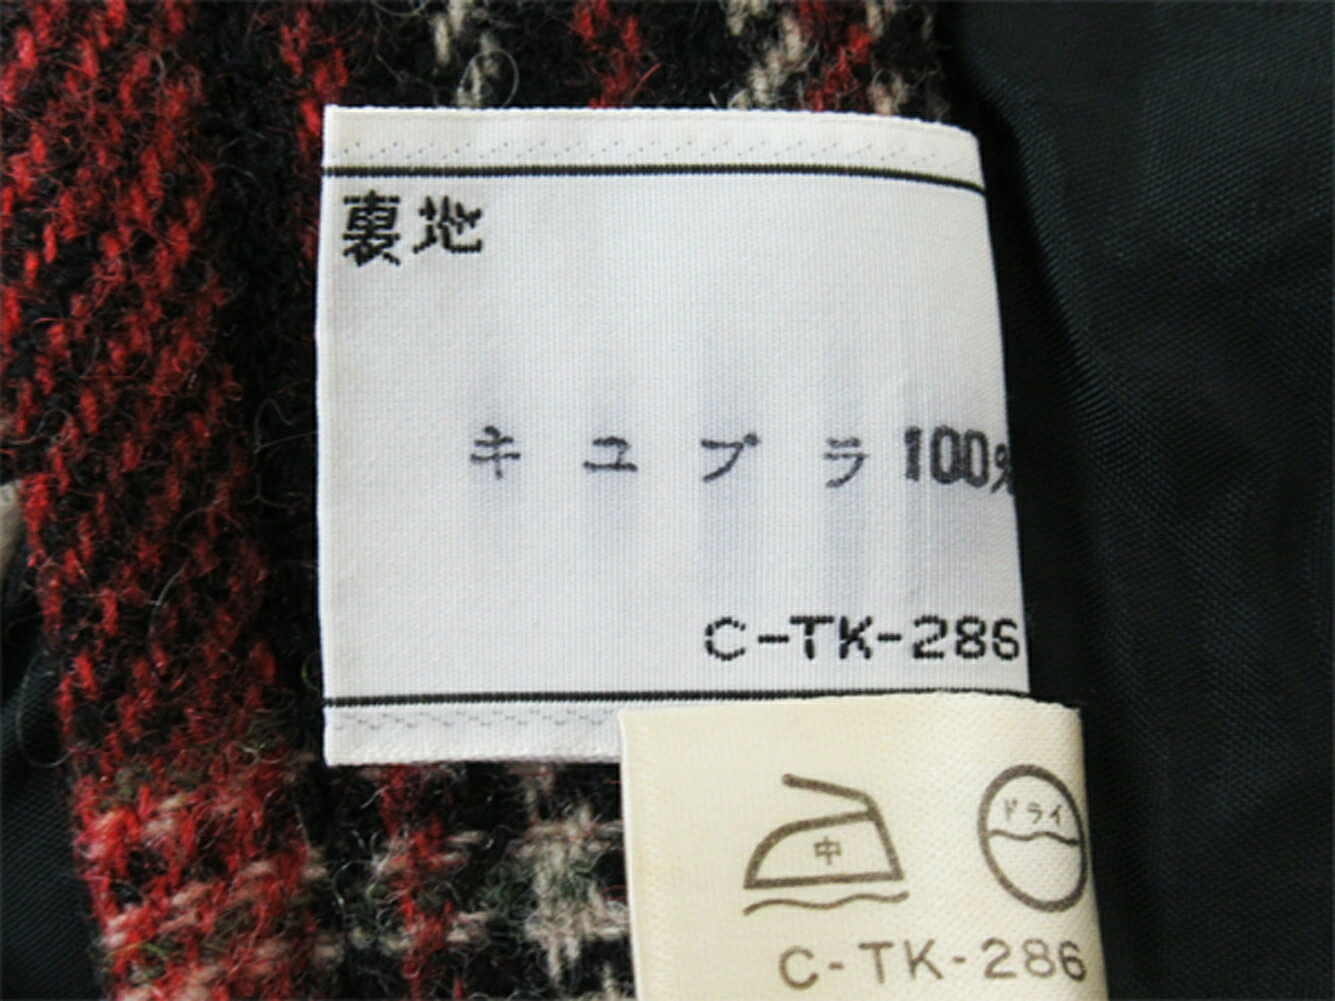 裏地
キュプラ100%
C-TK-286
中
ドライ
C-TK-286